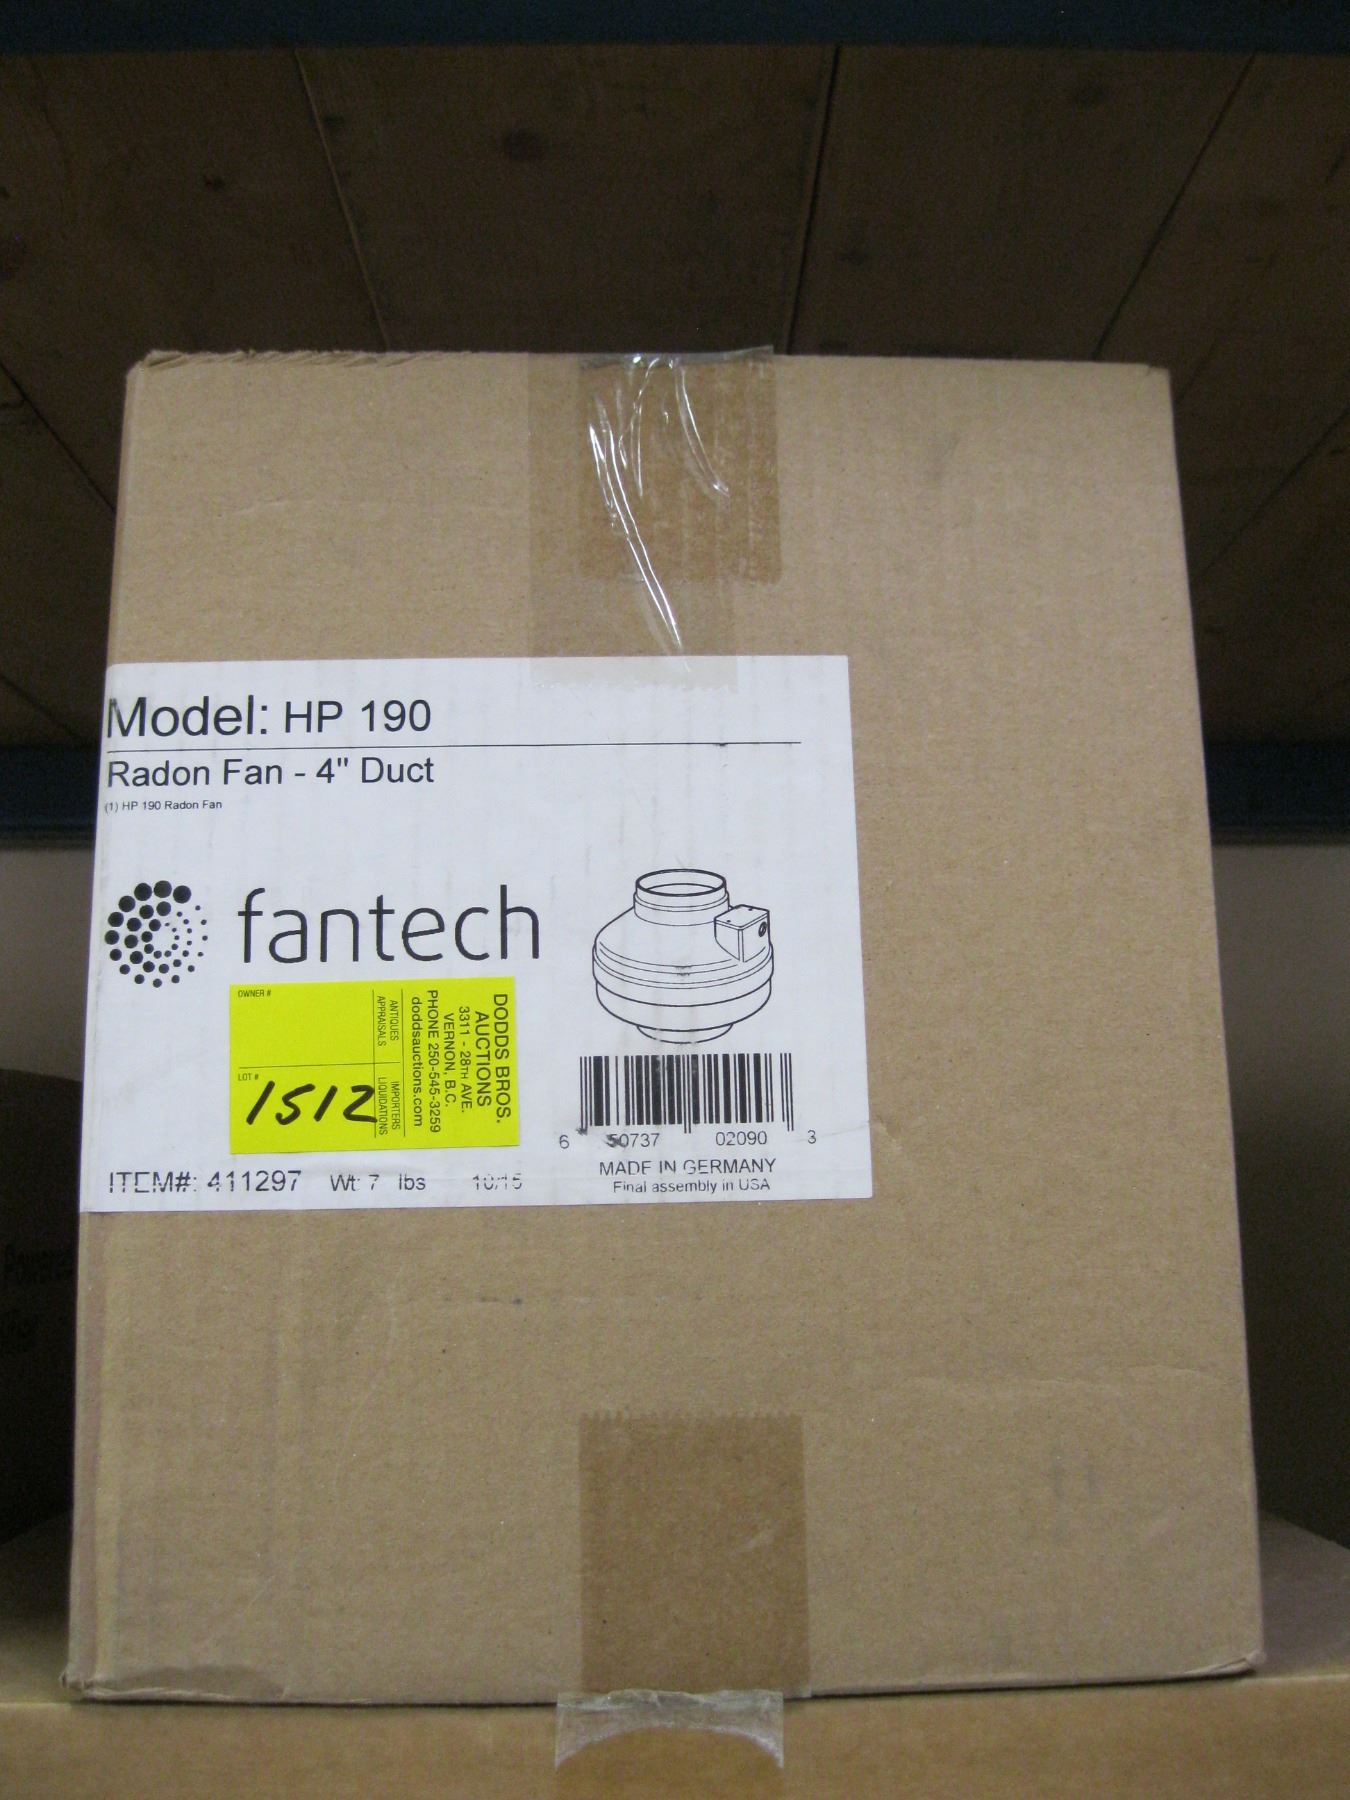 Model: HP 190
Radon Fan - 4" Duct
(1) HP 190 Radon Fan
fantech
OWNER #
LOT #
1512
ANTIQUES
APPRAISALS
IMPORTERS
LIQUIDATIONS
DODDS BROS.
AUCTIONS
3311 - 28TH AVE.
VERNON, B.C.
PHONE 250-545-3259
doddsauctions.com
6 50737 02090 3
ITEM#: 411297 Wt: 7 lbs 10/15
MADE IN GERMANY
Final assembly in USA